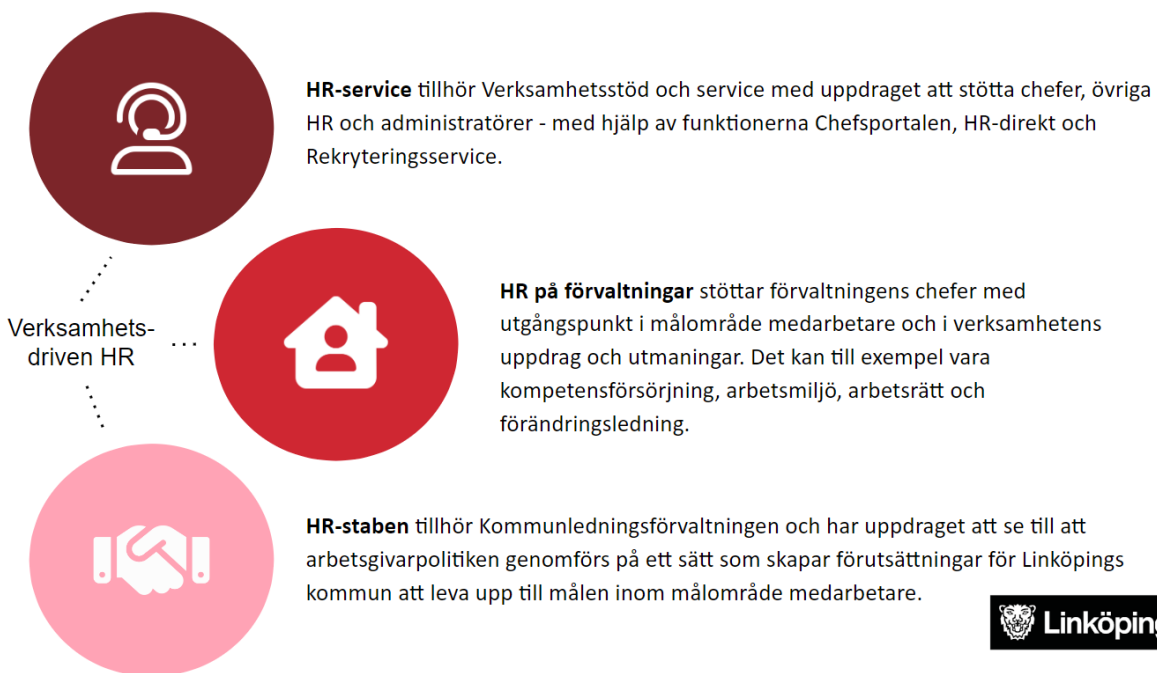 HR-service tillhör Verksamhetsstöd och service med uppdraget att stötta chefer, övriga
HR och administratörer - med hjälp av funktionerna Chefsportalen, HR-direkt och
Rekryteringsservice.
Verksamhets-
driven HR
HR på förvaltningar stöttar förvaltningens chefer med
utgångspunkt i målområde medarbetare och i verksamhetens
uppdrag och utmaningar. Det kan till exempel vara
kompetensförsörjning, arbetsmiljö, arbetsrätt och
förändringsledning.
HR-staben tillhör Kommunledningsförvaltningen och har uppdraget att se till att
arbetsgivarpolitiken genomförs på ett sätt som skapar förutsättningar för Linköpings
kommun att leva upp till målen inom målområde medarbetare.
Linköping